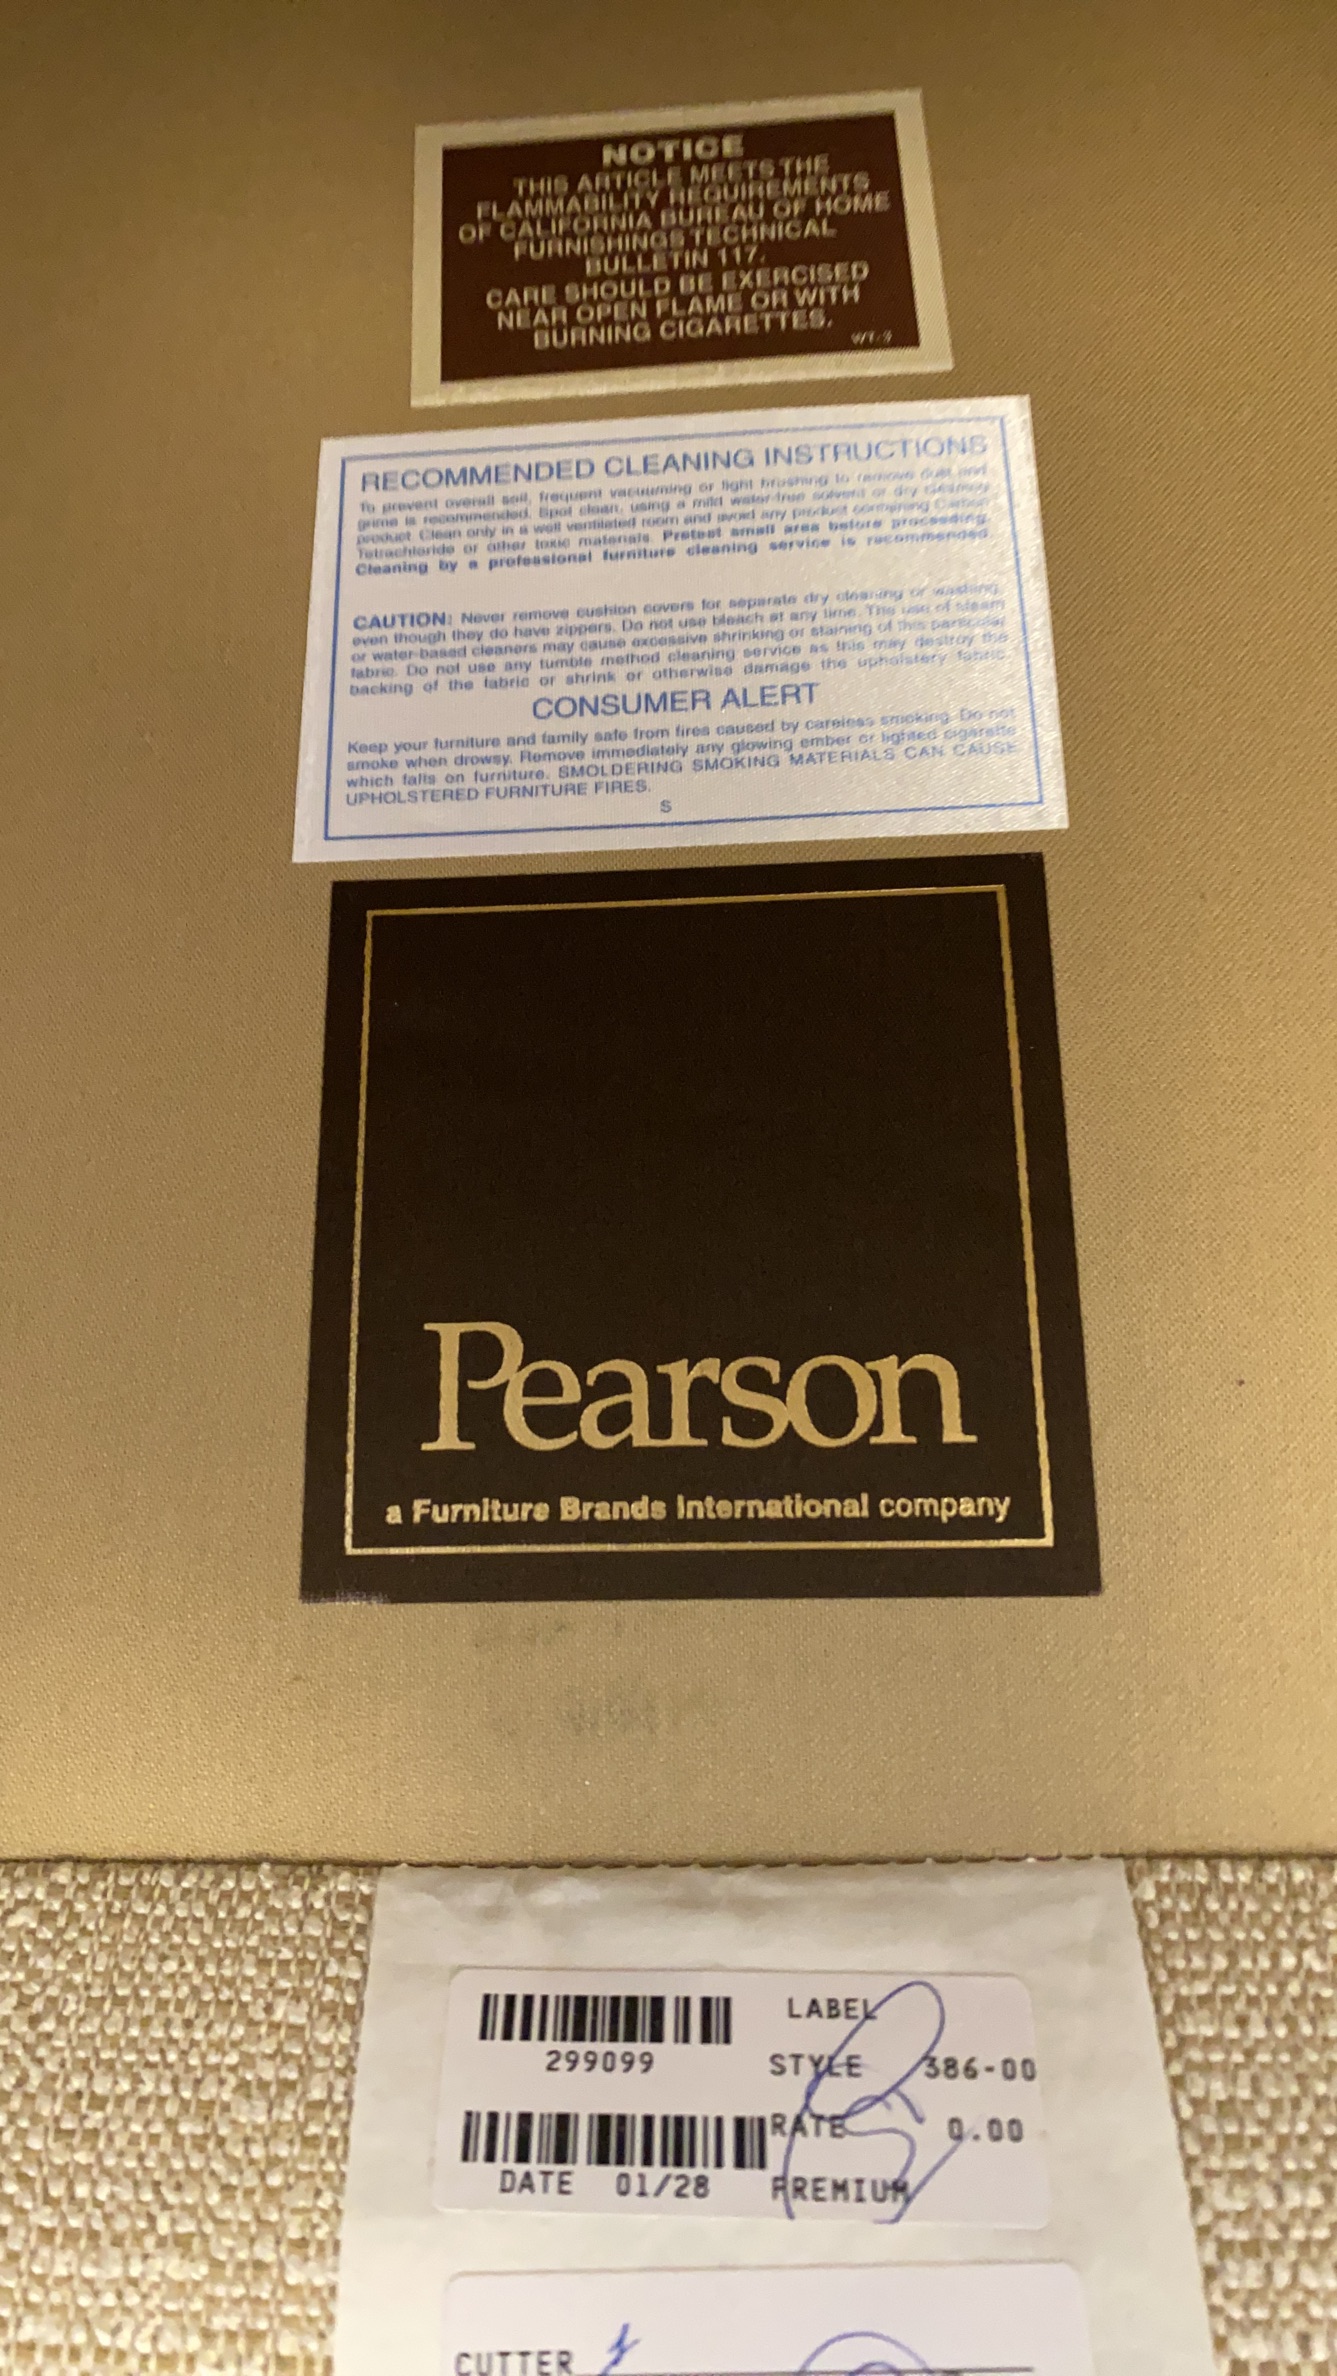 NOTICE
THIS ARTICLE MEETS THE
FLAMMABILITY REQUIREMENTS
OF CALIFORNIA BUREAU OF HOME
FURNISHINGS TECHNICAL
BULLETIN 117.
CARE SHOULD BE EXERCISED
NEAR OPEN FLAME OR WITH
BURNING CIGARETTES.
RECOMMENDED CLEANING INSTRUCTIONS
To prevent overall soil, frequent vacuuming or light brushing to remove dust and
grime is recommended. Spot clean, using a mild water-free solvent or dry cleaning
product. Clean only in a well ventilated room and avoid any product containing Carbon
Tetrachloride or other toxic materials. Pretest small area before proceeding.
Cleaning by a professional furniture cleaning service is recommended.
CAUTION: Never remove cushion covers for separate dry cleaning or washing,
even though they do have zippers. Do not use bleach at any time. The use of steam
or water-based cleaners may cause excessive shrinking or staining of this particular
fabric. Do not use any tumble method cleaning service as this may destroy the
backing of the fabric or shrink or otherwise damage the upholstery fabric.
CONSUMER ALERT
Keep your furniture and family safe from fires caused by careless smoking. Do not
smoke when drowsy. Remove immediately any glowing ember or lighted cigarette
which falls on furniture. SMOLDERING SMOKING MATERIALS CAN CAUSE
UPHOLSTERED FURNITURE FIRES.
S
Pearson
a Furniture Brands International company
LABEL
299099
STYLE 386-00
RATE 0.00
DATE 01/28 PREMIUM
CUTTER